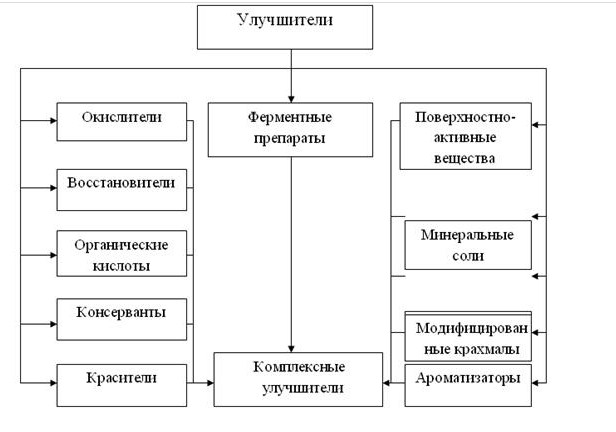 Улучшители
Окислители
Ферментные
препараты
Поверхностно-
активные
вещества
Восстановители
Органические
кислоты
Минеральные
соли
Консерванты
Модифицирован
ные крахмалы
Красители
Комплексные
улучшители
Ароматизаторы